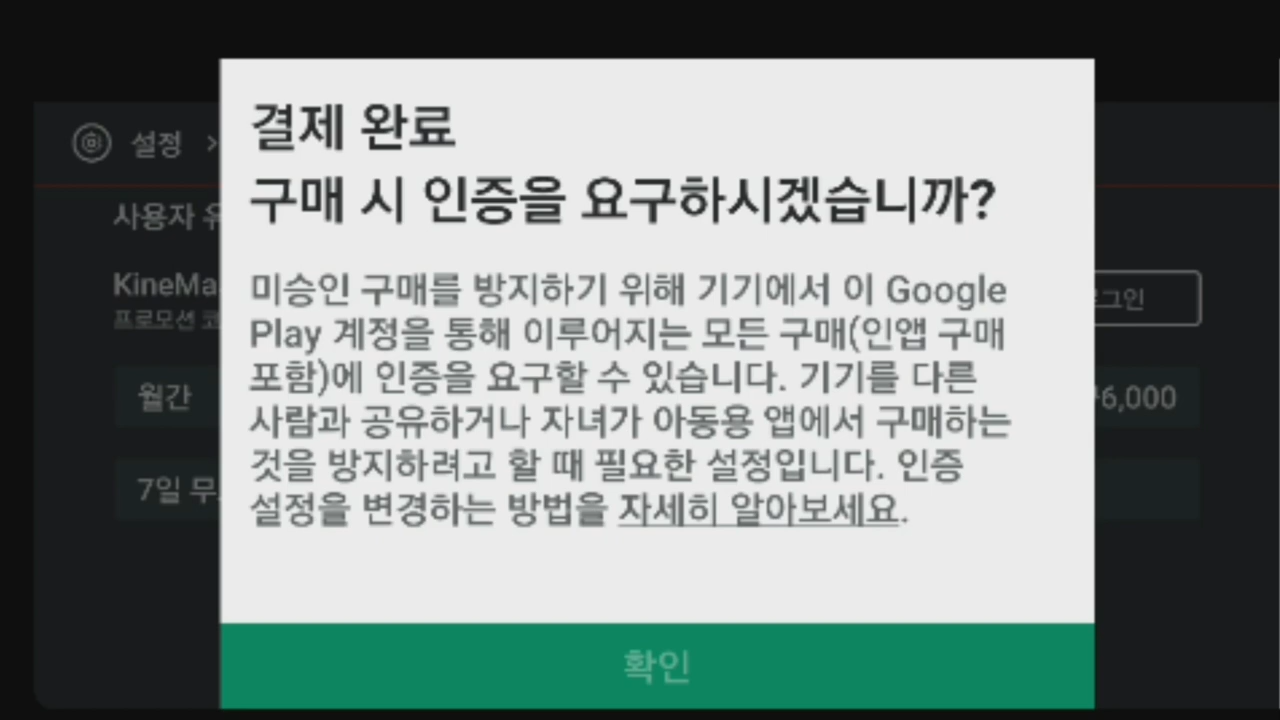 결제 완료
구매 시 인증을 요구하시겠습니까?
미승인 구매를 방지하기 위해 기기에서 이 Google
Play 계정을 통해 이루어지는 모든 구매(인앱 구매
포함)에 인증을 요구할 수 있습니다. 기기를 다른
사람과 공유하거나 자녀가 아동용 앱에서 구매하는
것을 방지하려고 할 때 필요한 설정입니다. 인증
설정을 변경하는 방법을 자세히 알아보세요.
확인
설정 >
사용자
KineMa
프로모션
월간
6,000
7일